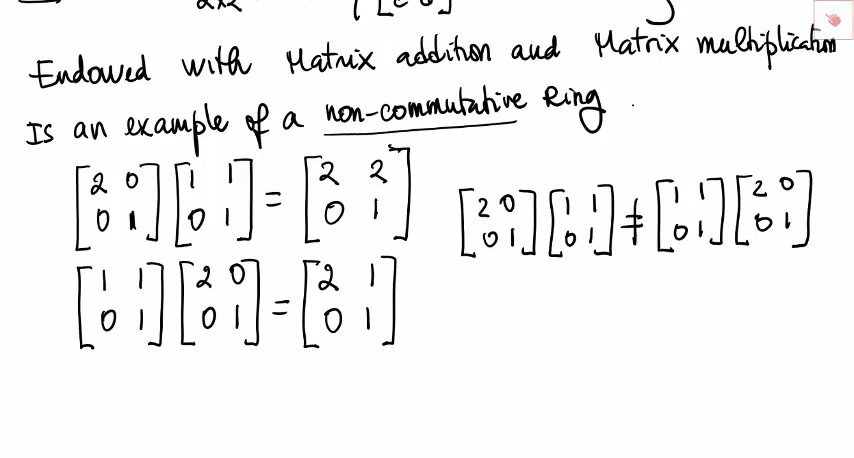 2x2 { [c d]
Endowed with Matrix addition and Matrix multiplication
Is an example of a non-commutative Ring.
[2 0; 0 1] [1 1; 0 1] = [2 2; 0 1]
[2 0; 0 1] [1 1; 0 1] ≠ [1 1; 0 1] [2 0; 0 1]
[1 1; 0 1] [2 0; 0 1] = [2 1; 0 1]